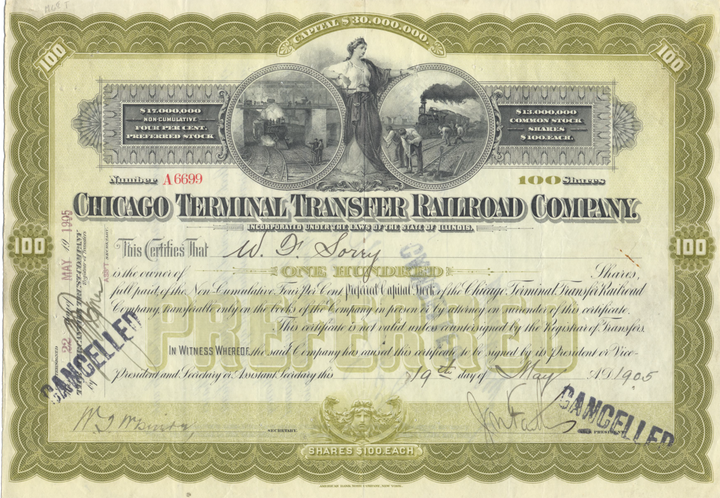 CAPITAL $30,000,000
100
100
$17,000,000
NON-CUMULATIVE
FOUR PER CENT.
PREFERRED STOCK
$13,000,000
COMMON STOCK
SHARES
$100 EACH.
Number A6699
100 Shares
CHICAGO TERMINAL TRANSFER RAILROAD COMPANY.
INCORPORATED UNDER THE LAWS OF THE STATE OF ILLINOIS.
100
100
This Certifies That W. F. Sorry
is the owner of ONE HUNDRED Shares,
full paid, of the Non-Cumulative Four Per Cent Preferred Capital Stock of the Chicago Terminal Transfer Railroad
Company, transferable only on the books of the Company in person or by attorney on surrender of this certificate.
This certificate is not valid unless countersigned by the Registrar of Transfers.
PREFERRED
IN WITNESS WHEREOF, the said Company has caused this certificate to be signed by its President or Vice-
President and Secretary or Assistant Secretary this 19th day of May AD 1905
MAY 19 1905
22
CANCELLED
CANCELLED
SECRETARY
PRESIDENT
SHARES $100 EACH